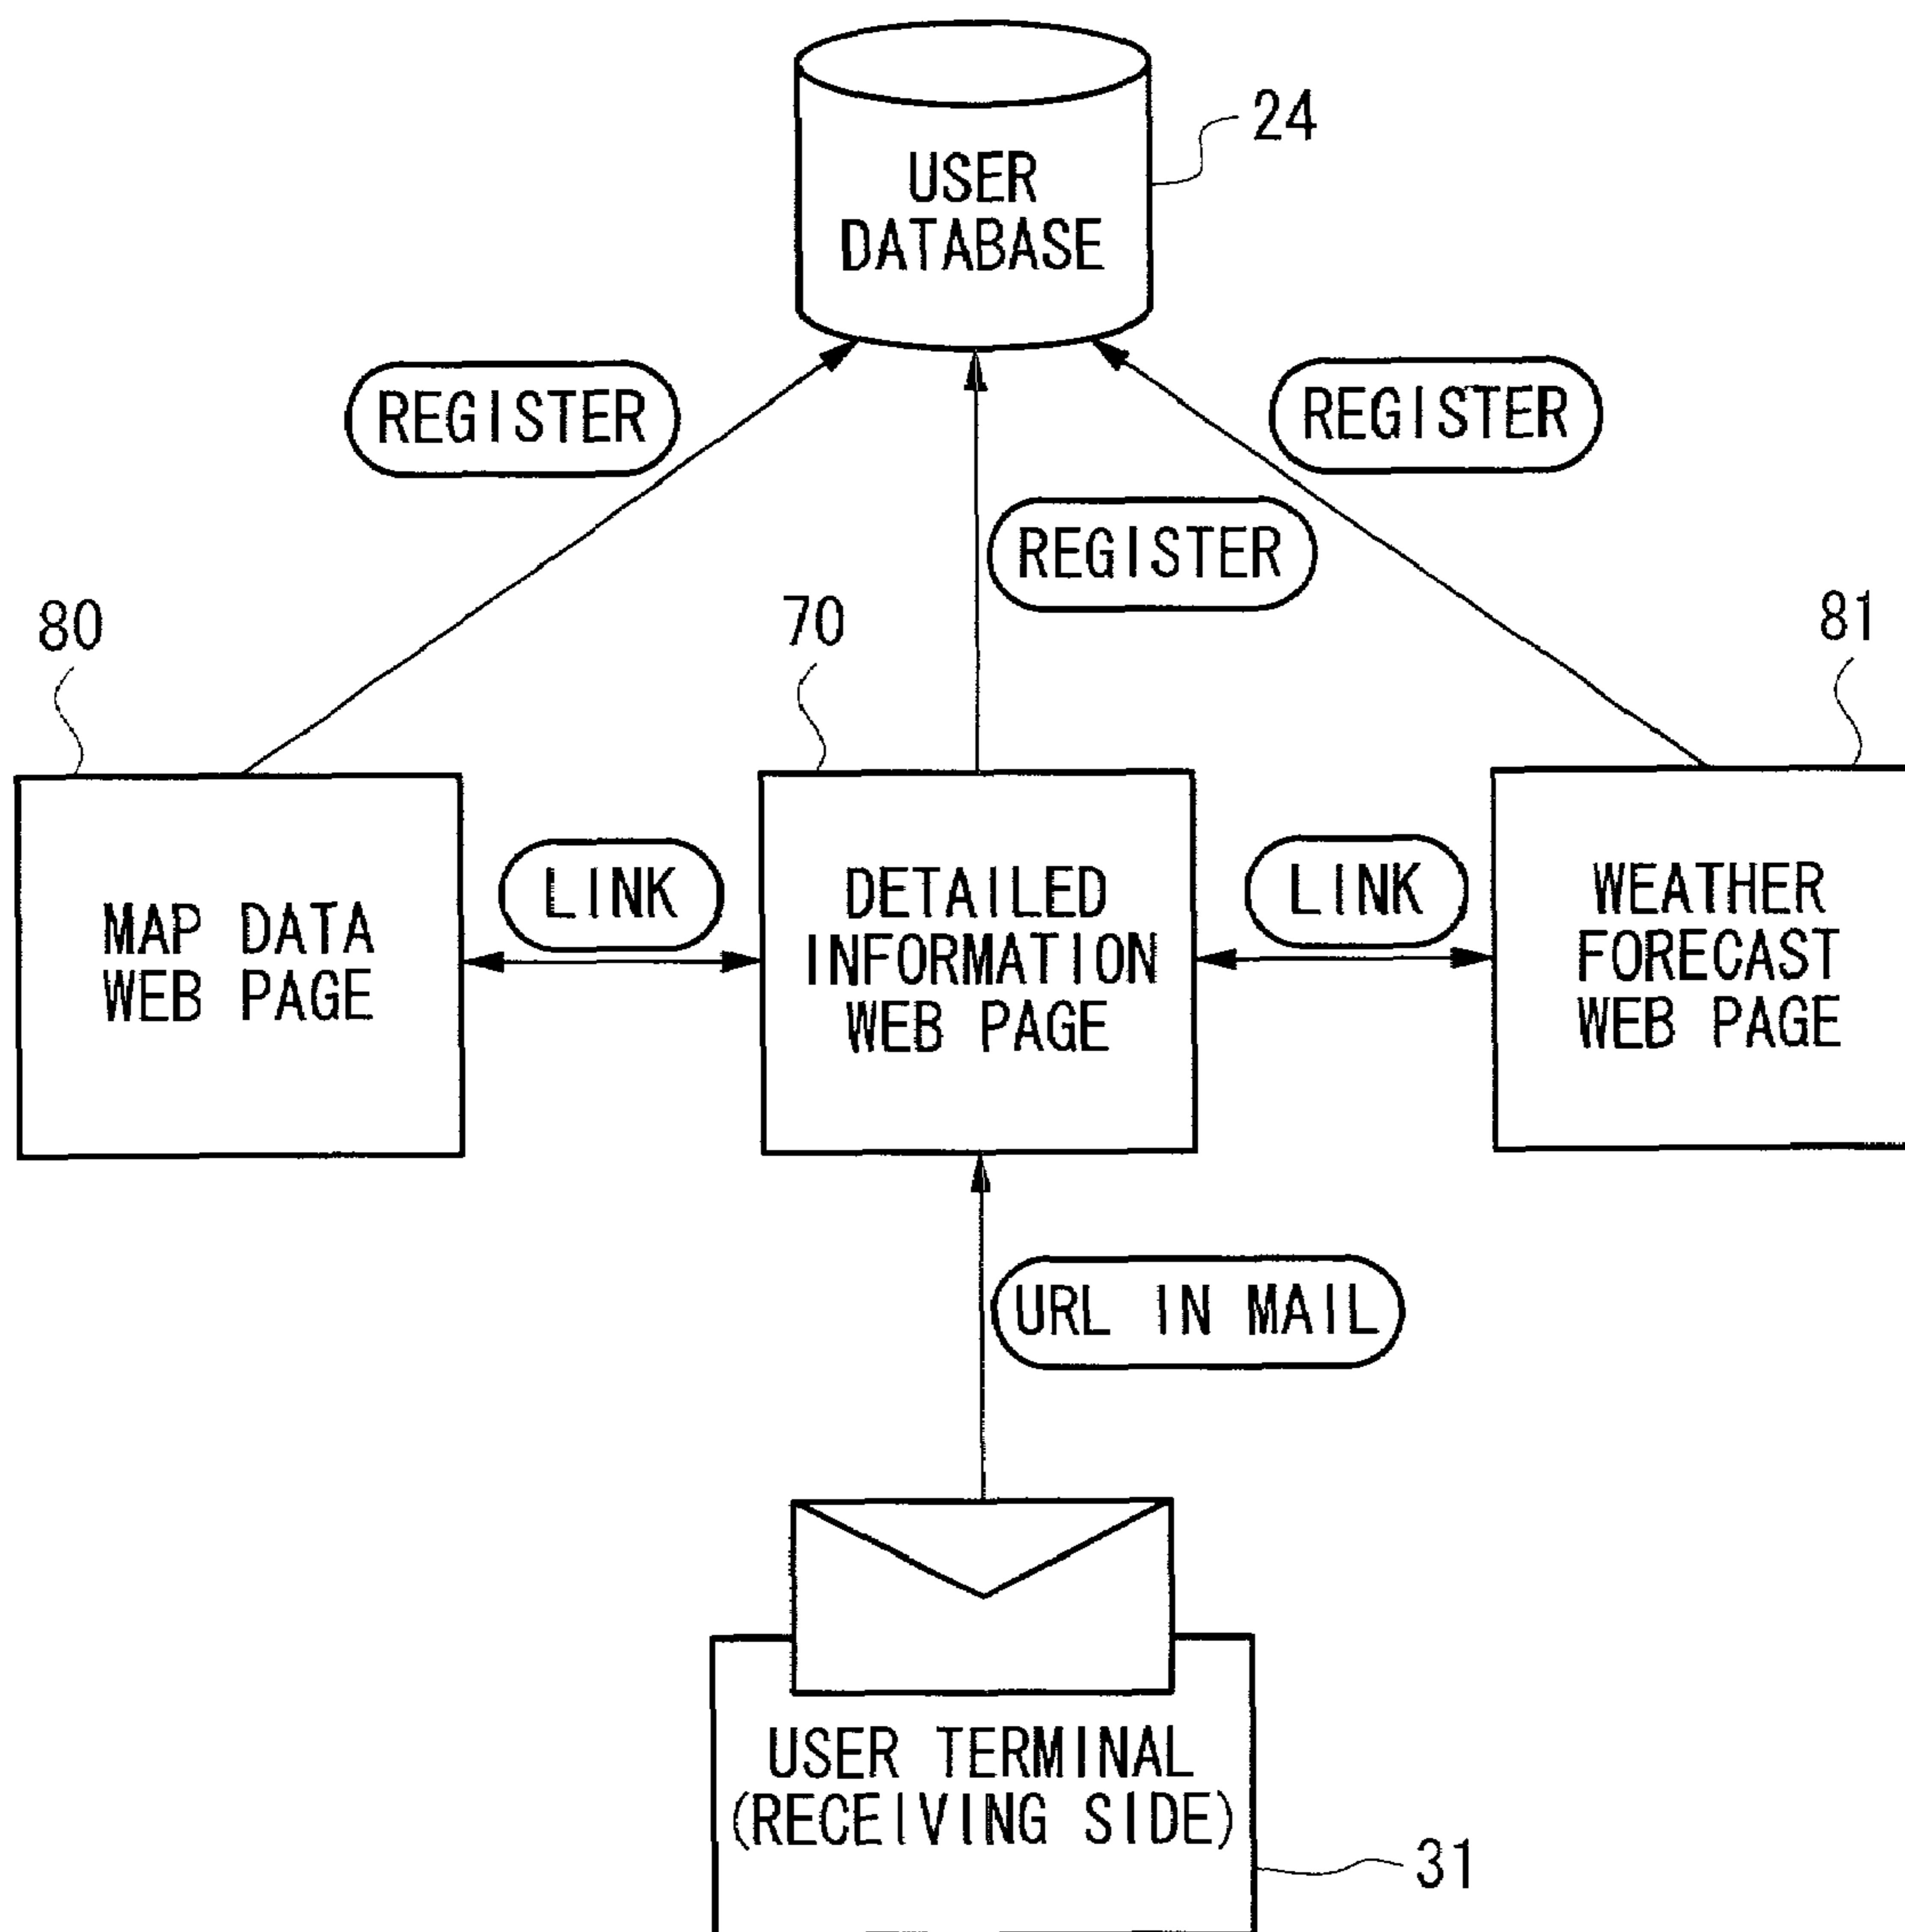 24
USER
DATABASE
REGISTER
REGISTER
REGISTER
80
70
81
MAP DATA
WEB PAGE
LINK
DETAILED
INFORMATION
WEB PAGE
LINK
WEATHER
FORECAST
WEB PAGE
URL IN MAIL
USER TERMINAL
(RECEIVING SIDE)
31